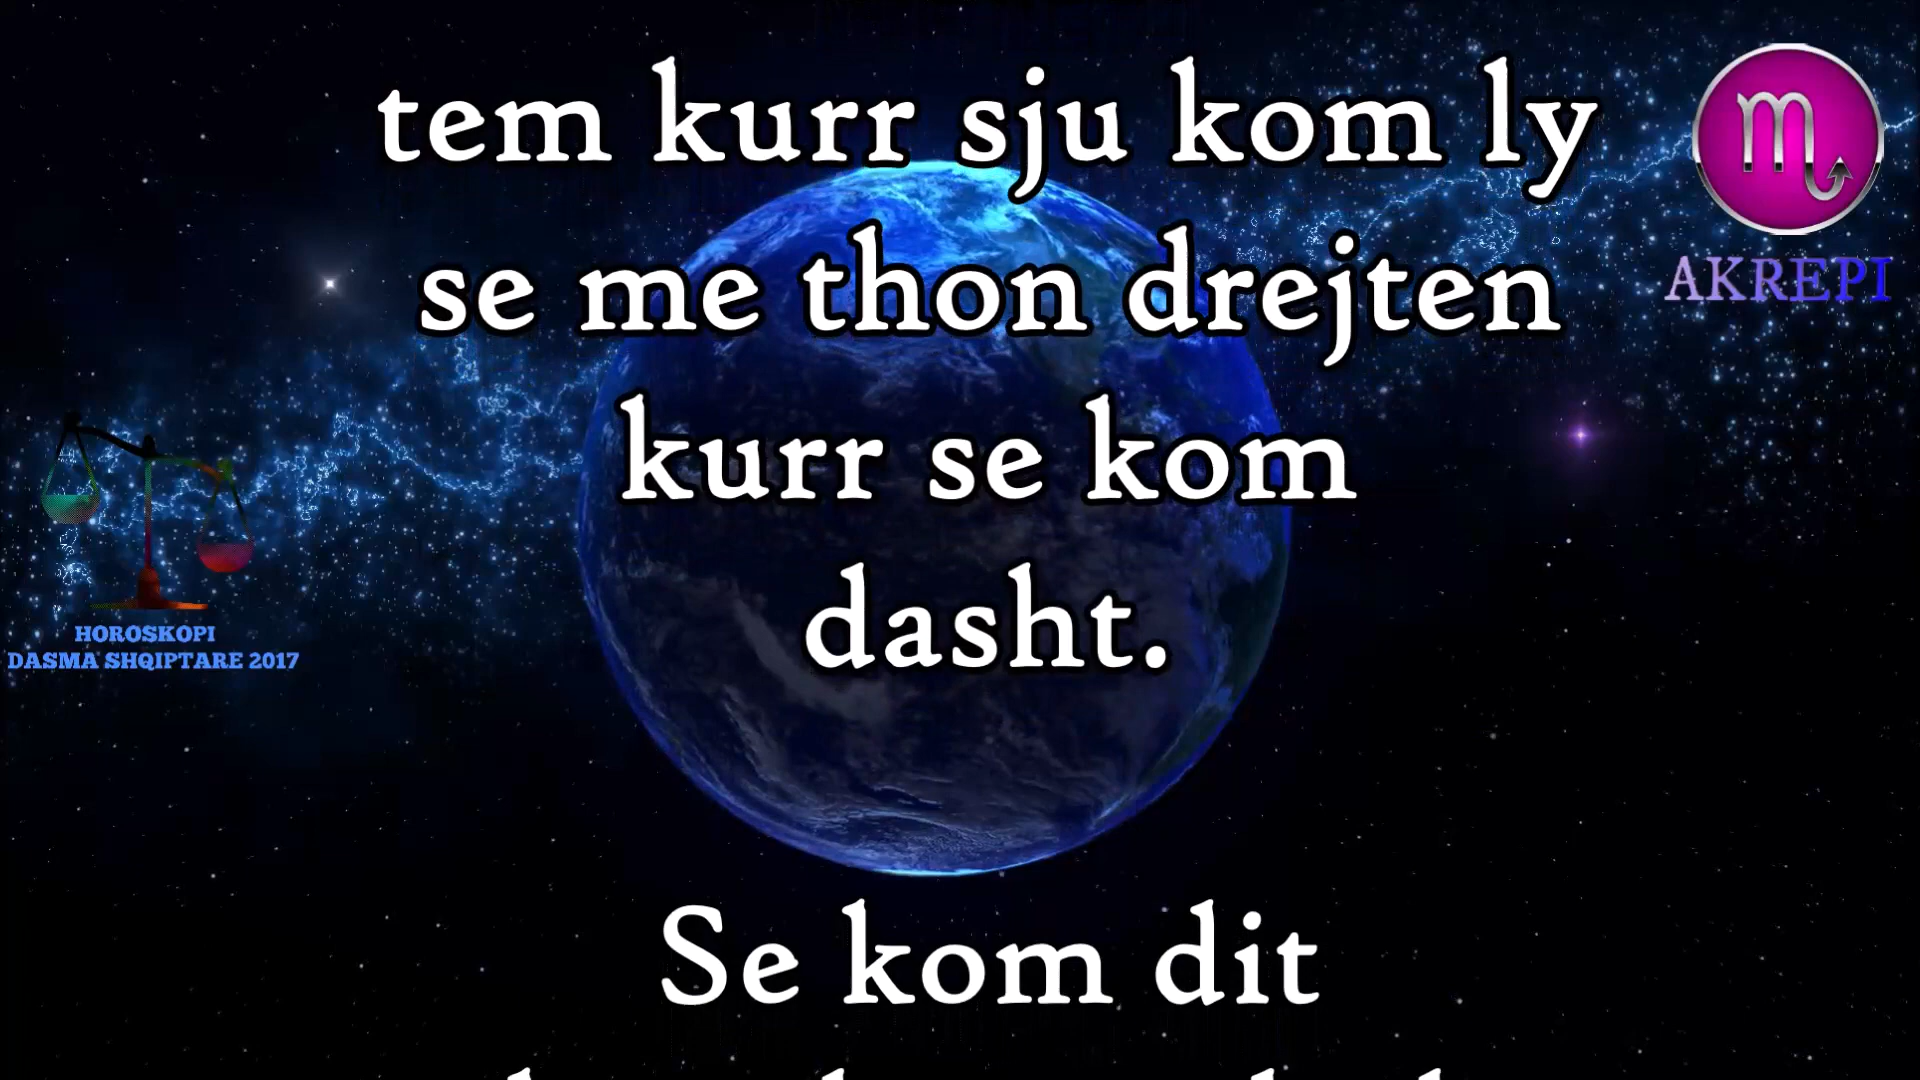 tem kurr sju kom ly
se me thon drejten
kurr se kom
dasht.
Se kom dit
AKREPI
HOROSKOPI
DASMA SHQIPTARE 2017